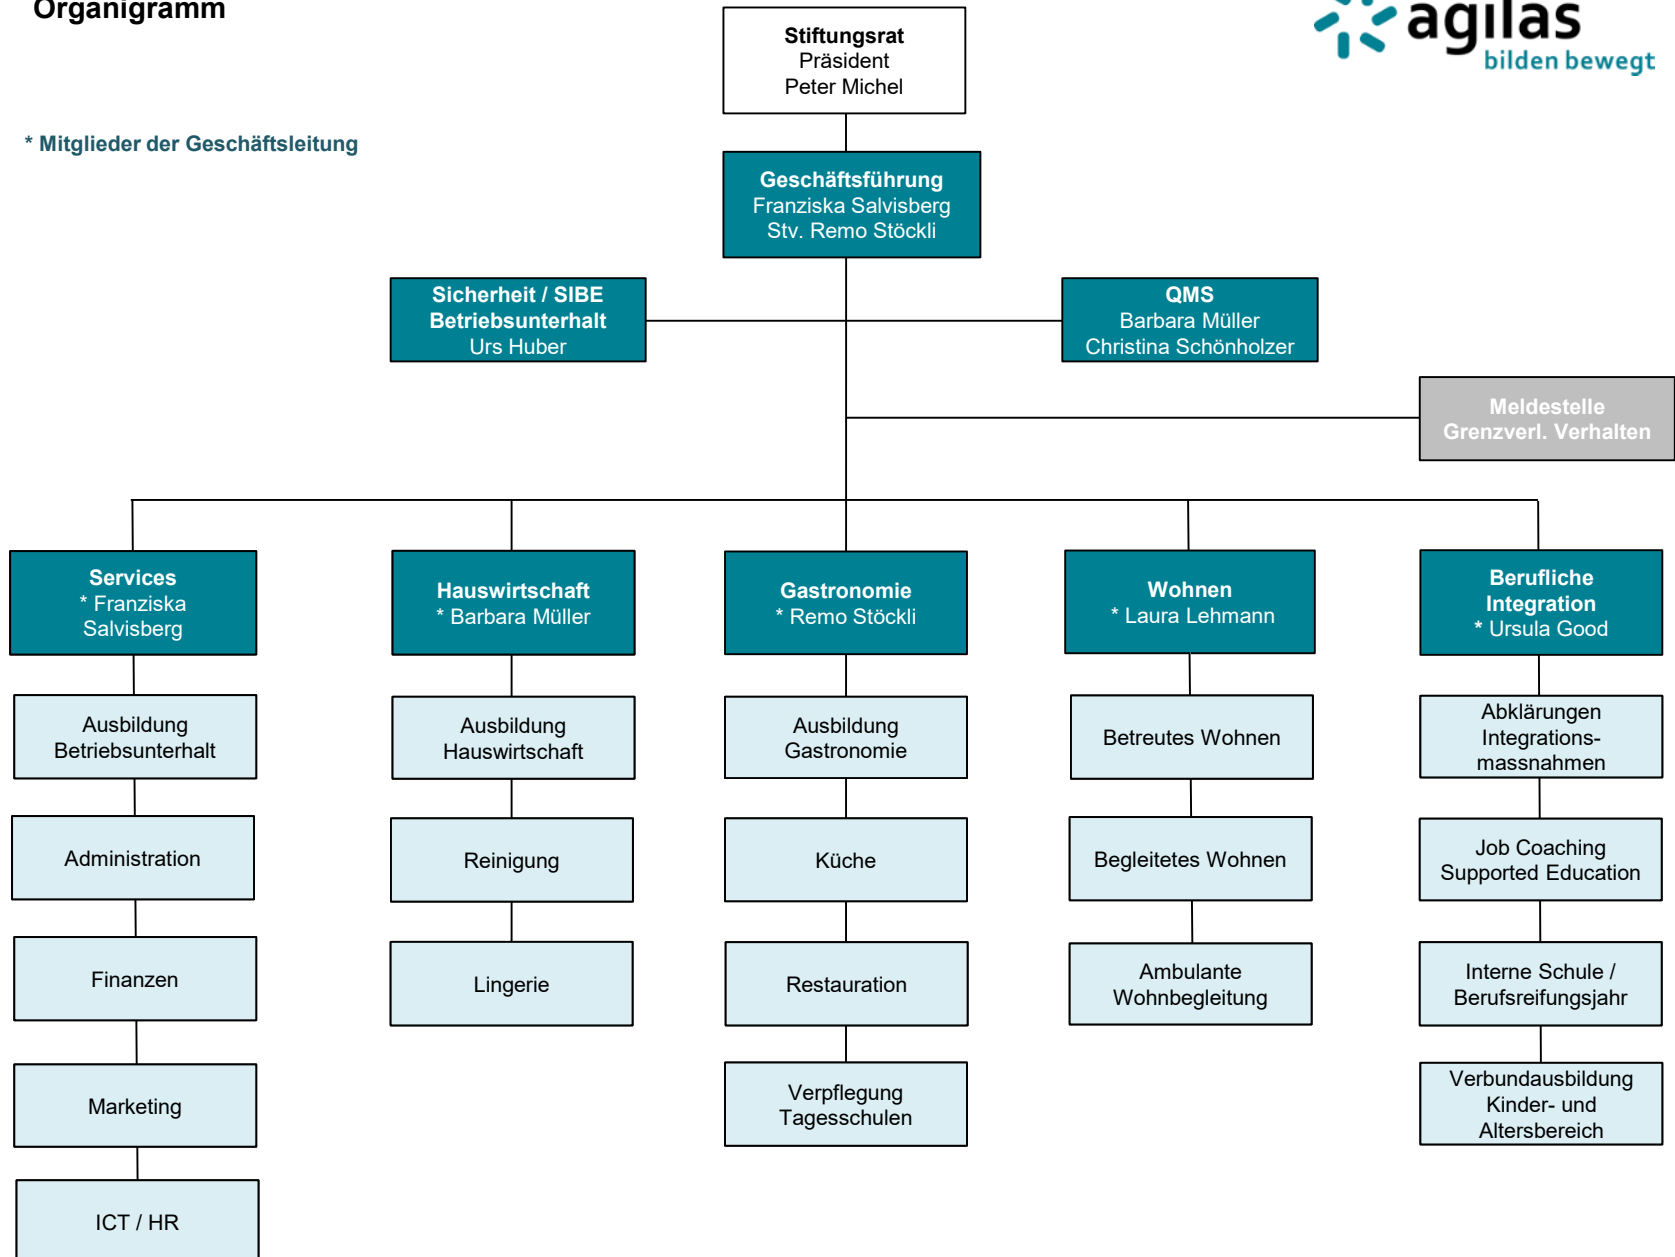 Organigramm
agilas
bilden bewegt
Stiftungsrat
Präsident
Peter Michel
* Mitglieder der Geschäftsleitung
Geschäftsführung
Franziska Salvisberg
Stv. Remo Stöckli
Sicherheit / SIBE
Betriebsunterhalt
Urs Huber
QMS
Barbara Müller
Christina Schönholzer
Meldestelle
Grenzverl. Verhalten
Services
* Franziska
Salvisberg
Hauswirtschaft
* Barbara Müller
Gastronomie
* Remo Stöckli
Wohnen
* Laura Lehmann
Berufliche
Integration
* Ursula Good
Ausbildung
Betriebsunterhalt
Ausbildung
Hauswirtschaft
Ausbildung
Gastronomie
Betreutes Wohnen
Abklärungen
Integrations-
massnahmen
Administration
Reinigung
Küche
Begleitetes Wohnen
Job Coaching
Supported Education
Finanzen
Lingerie
Restauration
Ambulante
Wohnbegleitung
Interne Schule /
Berufsreifungsjahr
Marketing
Verpflegung
Tagesschulen
Verbundausbildung
Kinder- und
Altersbereich
ICT / HR